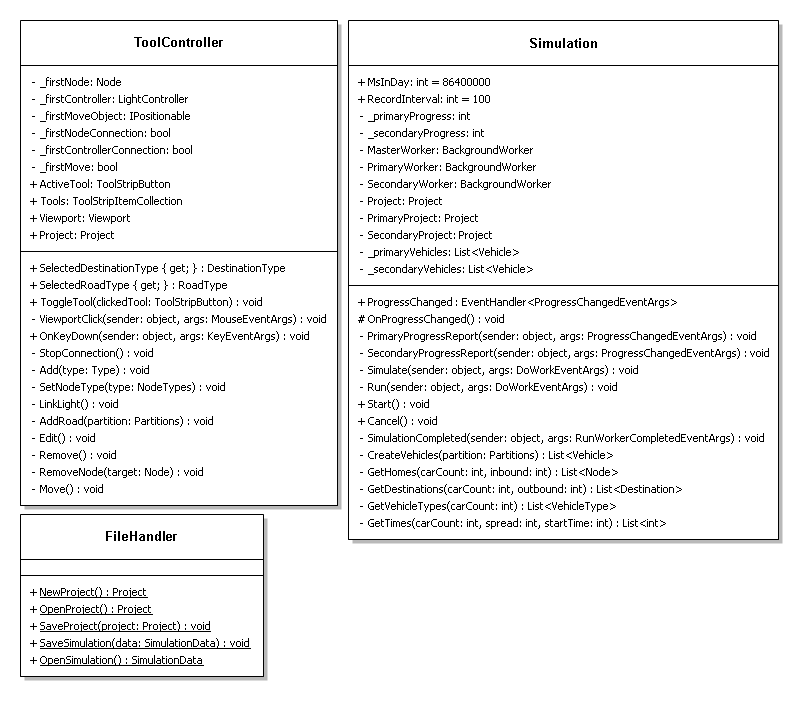 ToolController
- _firstNode: Node
- _firstController: LightController
- _firstMoveObject: IPositionable
- _firstNodeConnection: bool
- _firstControllerConnection: bool
- _firstMove: bool
+ ActiveTool: ToolStripButton
+ Tools: ToolStripItemCollection
+ Viewport: Viewport
+ Project: Project
+ SelectedDestinationType { get; } : DestinationType
+ SelectedRoadType { get; } : RoadType
+ ToggleTool(clickedTool: ToolStripButton) : void
- ViewportClick(sender: object, args: MouseEventArgs) : void
+ OnKeyDown(sender: object, args: KeyEventArgs) : void
- StopConnection() : void
- Add(type: Type) : void
- SetNodeType(type: NodeTypes) : void
- LinkLight() : void
- AddRoad(partition: Partitions) : void
- Edit() : void
- Remove() : void
- RemoveNode(target: Node) : void
- Move() : void
Simulation
+ MsInDay: int = 86400000
+ RecordInterval: int = 100
- _primaryProgress: int
- _secondaryProgress: int
- MasterWorker: BackgroundWorker
- PrimaryWorker: BackgroundWorker
- SecondaryWorker: BackgroundWorker
- Project: Project
- PrimaryProject: Project
- SecondaryProject: Project
- _primaryVehicles: List<Vehicle>
- _secondaryVehicles: List<Vehicle>
+ ProgressChanged : EventHandler<ProgressChangedEventArgs>
# OnProgressChanged() : void
- PrimaryProgressReport(sender: object, args: ProgressChangedEventArgs) : void
- SecondaryProgressReport(sender: object, args: ProgressChangedEventArgs) : void
- Simulate(sender: object, args: DoWorkEventArgs) : void
- Run(sender: object, args: DoWorkEventArgs) : void
+ Start() : void
+ Cancel() : void
- SimulationCompleted(sender: object, args: RunWorkerCompletedEventArgs) : void
- CreateVehicles(partition: Partitions) : List<Vehicle>
- GetHomes(carCount: int, inbound: int) : List<Node>
- GetDestinations(carCount: int, outbound: int) : List<Destination>
- GetVehicleTypes(carCount: int) : List<VehicleType>
- GetTimes(carCount: int, spread: int, startTime: int) : List<int>
FileHandler
+ NewProject() : Project
+ OpenProject() : Project
+ SaveProject(project: Project) : void
+ SaveSimulation(data: SimulationData) : void
+ OpenSimulation() : SimulationData